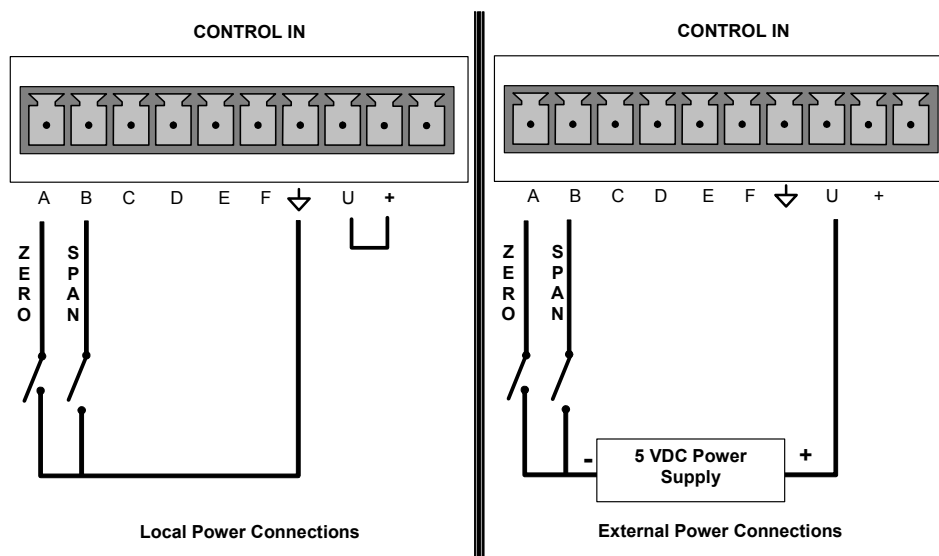 CONTROL IN
A B C D E F U +
ZERO
SPAN
Local Power Connections
CONTROL IN
A B C D E F U +
ZERO
SPAN
-
5 VDC Power
Supply
+
External Power Connections